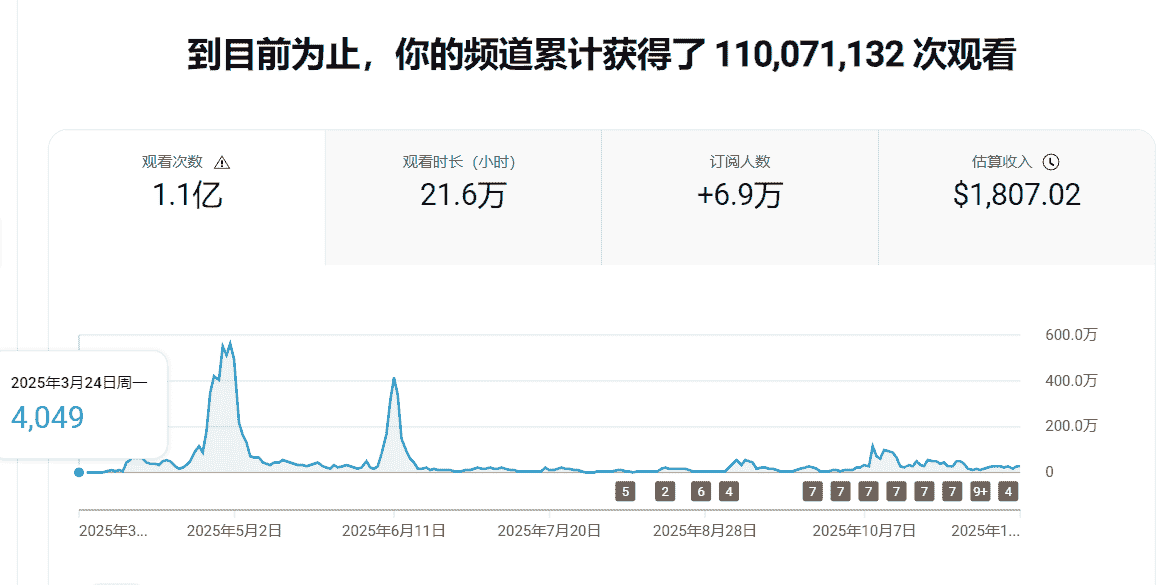 到目前为止，你的频道累计获得了 110,071,132 次观看
观看次数
1.1亿
观看时长（小时）
21.6万
订阅人数
+6.9万
估算收入
$1,807.02
600.0万
400.0万
200.0万
0
2025年3月24日周一
4,049
5 2 6 4 7 7 7 7 7 7 9+ 4
2025年3... 2025年5月2日 2025年6月11日 2025年7月20日 2025年8月28日 2025年10月7日 2025年1...